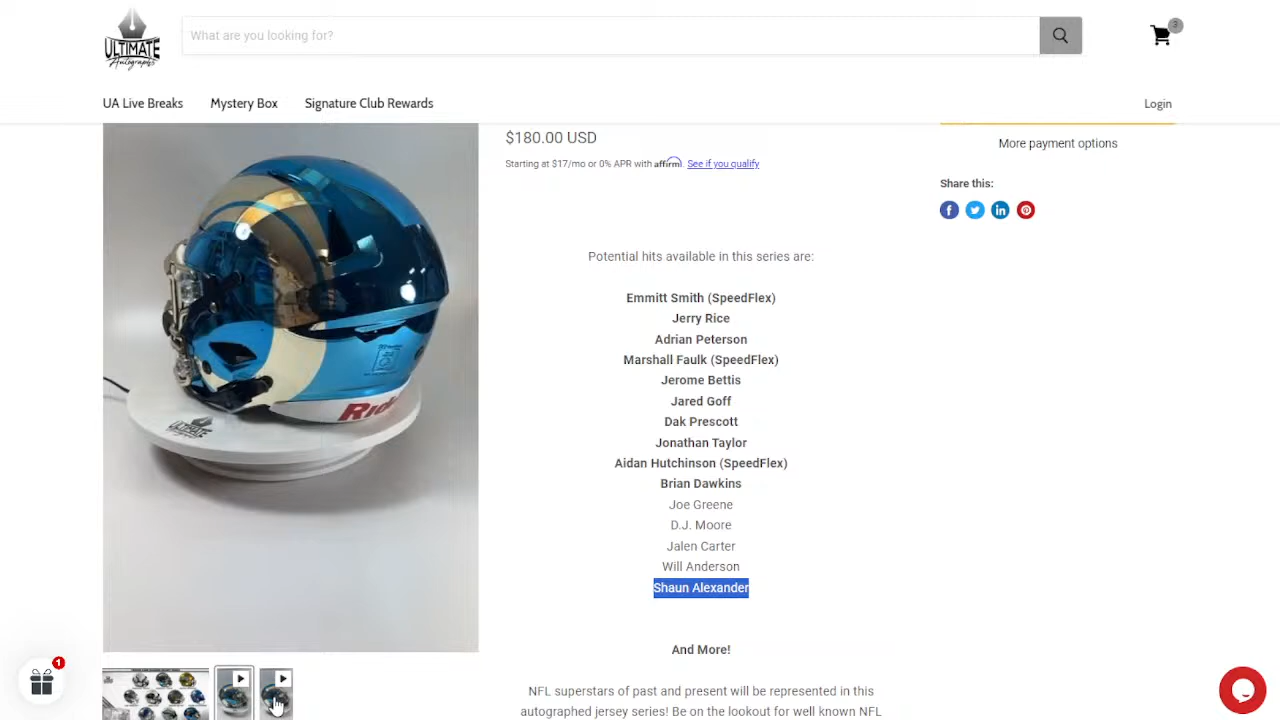 ULTIMATE
Autographs
What are you looking for?
3
UA Live Breaks
Mystery Box
Signature Club Rewards
Login
$180.00 USD
Starting at $17/mo or 0% APR with affirm. See if you qualify
More payment options
Share this:
Potential hits available in this series are:
Emmitt Smith (SpeedFlex)
Jerry Rice
Adrian Peterson
Marshall Faulk (SpeedFlex)
Jerome Bettis
Jared Goff
Dak Prescott
Jonathan Taylor
Aidan Hutchinson (SpeedFlex)
Brian Dawkins
Joe Greene
D.J. Moore
Jalen Carter
Will Anderson
Shaun Alexander
And More!
NFL superstars of past and present will be represented in this
autographed jersey series! Be on the lookout for well known NFL
ULTIMATE
1